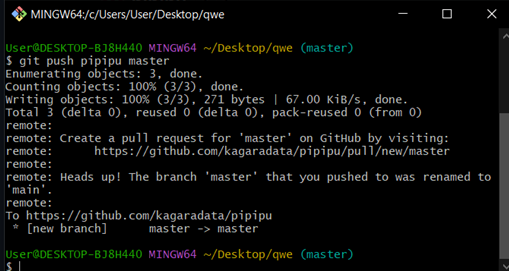 MINGW64:/c/Users/User/Desktop/qwe
User@DESKTOP-BJ8H440 MINGW64 ~/Desktop/qwe (master)
$ git push pipipu master
Enumerating objects: 3, done.
Counting objects: 100% (3/3), done.
Writing objects: 100% (3/3), 271 bytes | 67.00 KiB/s, done.
Total 3 (delta 0), reused 0 (delta 0), pack-reused 0 (from 0)
remote:
remote: Create a pull request for 'master' on GitHub by visiting:
remote:      https://github.com/kagaradata/pipipu/pull/new/master
remote:
remote: Heads up! The branch 'master' that you pushed to was renamed to
'main'.
remote:
To https://github.com/kagaradata/pipipu
 * [new branch]      master -> master
User@DESKTOP-BJ8H440 MINGW64 ~/Desktop/qwe (master)
$